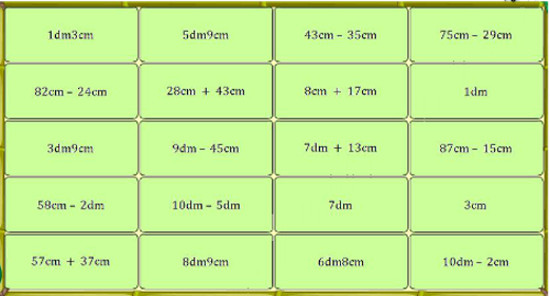 1dm3cm 5dm9cm 43cm – 35cm 75cm – 29cm
82cm – 24cm 28cm + 43cm 8cm + 17cm 1dm
3dm9cm 9dm – 45cm 7dm + 13cm 87cm – 15cm
58cm – 2dm 10dm – 5dm 7dm 3cm
57cm + 37cm 8dm9cm 6dm8cm 10dm – 2cm